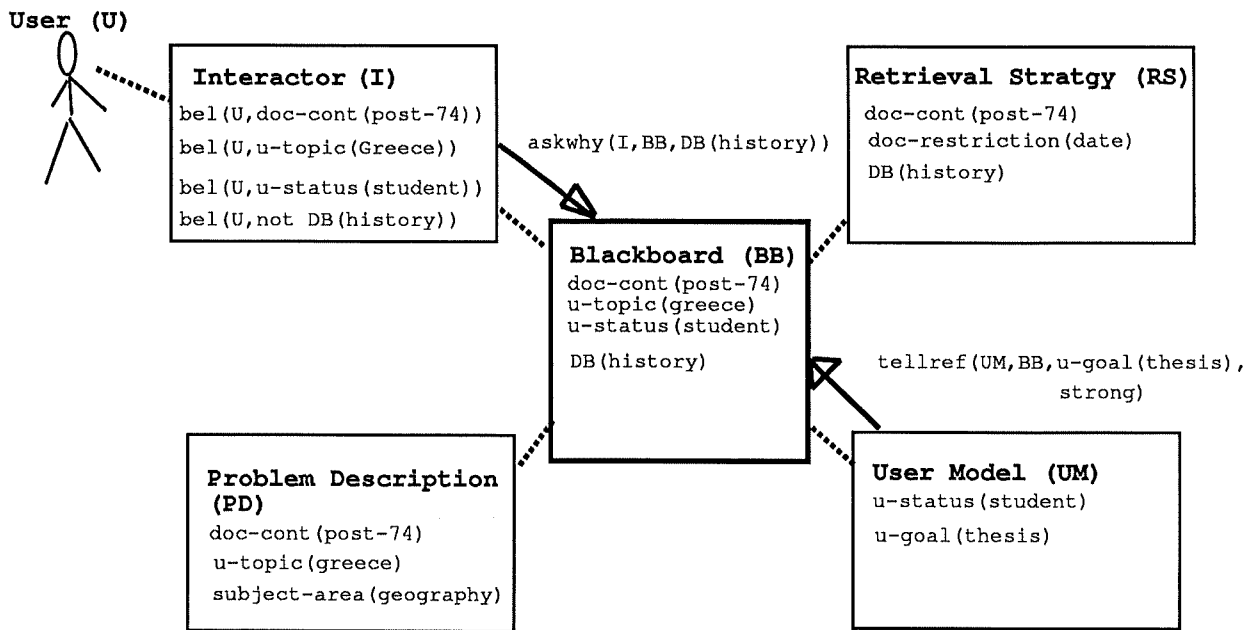 User (U)
Interactor (I)
bel(U,doc-cont(post-74))
bel(U,u-topic(Greece))
bel(U,u-status(student))
bel(U,not DB(history))
askwhy(I,BB,DB(history))
Retrieval Stratgy (RS)
doc-cont(post-74)
doc-restriction(date)
DB(history)
Blackboard (BB)
doc-cont(post-74)
u-topic(greece)
u-status(student)
DB(history)
tellref(UM,BB,u-goal(thesis),
strong)
Problem Description
(PD)
doc-cont(post-74)
u-topic(greece)
subject-area(geography)
User Model (UM)
u-status(student)
u-goal(thesis)